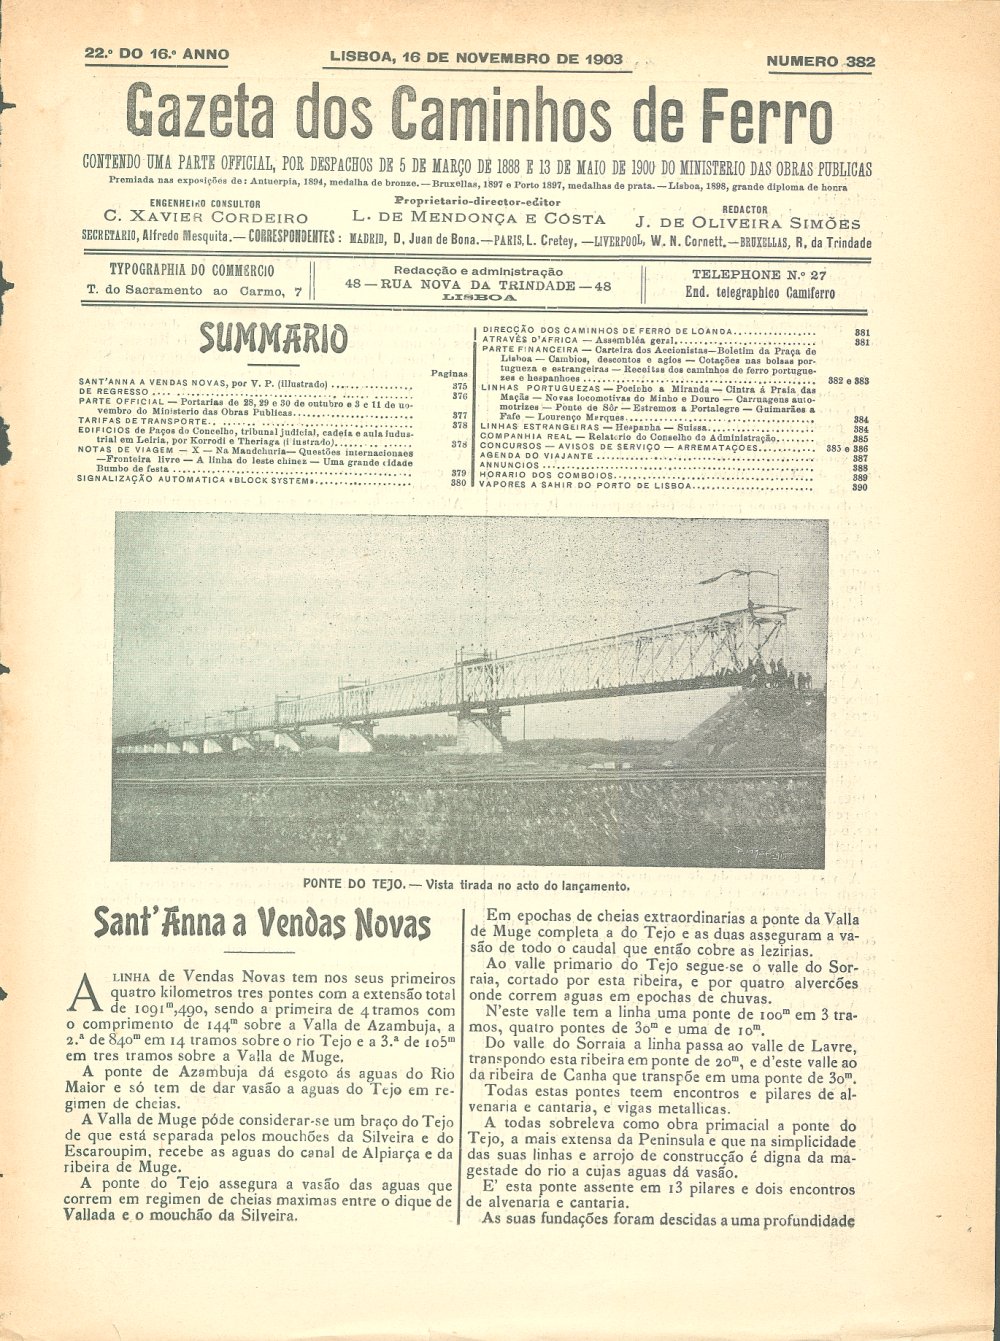 22.º DO 16.º ANNO
LISBOA, 16 DE NOVEMBRO DE 1903
NUMERO 382
Gazeta dos Caminhos de Ferro
CONTENDO UMA PARTE OFFICIAL, POR DESPACHOS DE 5 DE MARÇO DE 1888 E 13 DE MAIO DE 1900 DO MINISTERIO DAS OBRAS PUBLICAS
Premiada nas exposições de: Antuerpia, 1894, medalha de bronze. — Bruxellas, 1897 e Porto 1897, medalhas de prata. — Lisboa, 1898, grande diploma de honra
ENGENHEIRO CONSULTOR
C. XAVIER CORDEIRO
Proprietario-director-editor
L. DE MENDONÇA E COSTA
REDACTOR
J. DE OLIVEIRA SIMÕES
SECRETARIO, Alfredo Mesquita. — CORRESPONDENTES : MADRID, D. Juan de Bona. — PARIS, L. Cretey, — LIVERPOOL, W. N. Cornett. — BRUXELLAS, R. da Trindade
TYPOGRAPHIA DO COMMERCIO
T. do Sacramento ao Carmo, 7
Redacção e administração
48 — RUA NOVA DA TRINDADE — 48
LISBOA
TELEPHONE N.º 27
End. telegraphico Camiferro
SUMMARIO
Paginas
SANT'ANNA A VENDAS NOVAS, por V. P. (illustrado) ................ 375
DE REGRESSO .... 376
PARTE OFFICIAL — Portarias de 28, 29 e 30 de outubro e 3 e 11 de no-
vembro do Ministerio das Obras Publicas........................ 377
TARIFAS DE TRANSPORTE.. ........................ 378
EDIFICIOS de Paços do Concelho, tribunal judicial, cadeia e aula indus-
trial em Leiria, por Korrodi e Theriaga (illustrado)................ 378
NOTAS DE VIAGEM — X — Na Mandchuria — Questões internacionaes
— Fronteira livre — A linha do leste chinez — Uma grande cidade
Bumbo de festa ........................ 379
SIGNALIZAÇÃO AUTOMATICA «BLOCK SYSTEM»................ 380
DIRECÇÃO DOS CAMINHOS DE FERRO DE LOANDA................ 381
ATRAVÉS D'AFRICA — Assembléa geral................ 381
PARTE FINANCEIRA — Carteira dos Accionistas — Boletim da Praça de
Lisboa — Cambios, descontos e agios — Cotações nas bolsas por-
tugueza e estrangeiras — Receitas dos caminhos de ferro portugue-
zes e hespanhoes ........................ 382 e 383
LINHAS PORTUGUEZAS — Pocinho a Miranda — Cintra á Praia das
Maçãs — Novas locomotivas do Minho e Douro — Carruagens auto-
motrizes — Ponte de Sôr — Estremos a Portalegre — Guimarães a
Fafe — Lourenço Marques........................ 384
LINHAS ESTRANGEIRAS — Hespanha — Suissa................ 384
COMPANHIA REAL — Relatorio do Conselho do Administração......... 385
CONCURSOS — AVISOS DE SERVIÇO — ARREMATAÇÕES............ 385 e 386
AGENDA DO VIAJANTE ........................ 387
ANNUNCIOS ........................ 388
HORARIO DOS COMBOIOS........................ 389
VAPORES A SAHIR DO PORTO DE LISBOA........................ 390
PONTE DO TEJO. — Vista tirada no acto do lançamento.
Sant'Anna a Vendas Novas
A LINHA de Vendas Novas tem nos seus primeiros
quatro kilometros tres pontes com a extensão total
de 1091m,490, sendo a primeira de 4 tramos com
o comprimento de 144m sobre a Valla de Azambuja, a
2.ª de 840m em 14 tramos sobre o rio Tejo e a 3.ª de 105m
em tres tramos sobre a Valla de Muge.
A ponte de Azambuja dá esgoto ás aguas do Rio
Maior e só tem de dar vasão a aguas do Tejo em re-
gimen de cheias.
A Valla de Muge póde considerar-se um braço do Tejo
de que está separada pelos mouchões da Silveira e do
Escaroupim, recebe as aguas do canal de Alpiarça e da
ribeira de Muge.
A ponte do Tejo assegura a vasão das aguas que
correm em regimen de cheias maximas entre o dique de
Vallada e o mouchão da Silveira.
Em epochas de cheias extraordinarias a ponte da Valla
de Muge completa a do Tejo e as duas asseguram a va-
são de todo o caudal que então cobre as lezirias.
Ao valle primario do Tejo segue-se o valle do Sor-
raia, cortado por esta ribeira, e por quatro alvercões
onde correm aguas em epochas de chuvas.
N'este valle tem a linha uma ponte de 100m em 3 tra-
mos, quatro pontes de 30m e uma de 10m.
Do valle do Sorraia a linha passa ao valle de Lavre,
transpondo esta ribeira em ponte de 20m, e d'este valle ao
da ribeira de Canha que transpõe em uma ponte de 30m.
Todas estas pontes teem encontros e pilares de al-
venaria e cantaria, e vigas metallicas.
A todas sobreleva como obra primacial a ponte do
Tejo, a mais extensa da Peninsula e que na simplicidade
das suas linhas e arrojo de construcção é digna da ma-
gestade do rio a cujas aguas dá vasão.
E' esta ponte assente em 13 pilares e dois encontros
de alvenaria e cantaria.
As suas fundações foram descidas a uma profundidade